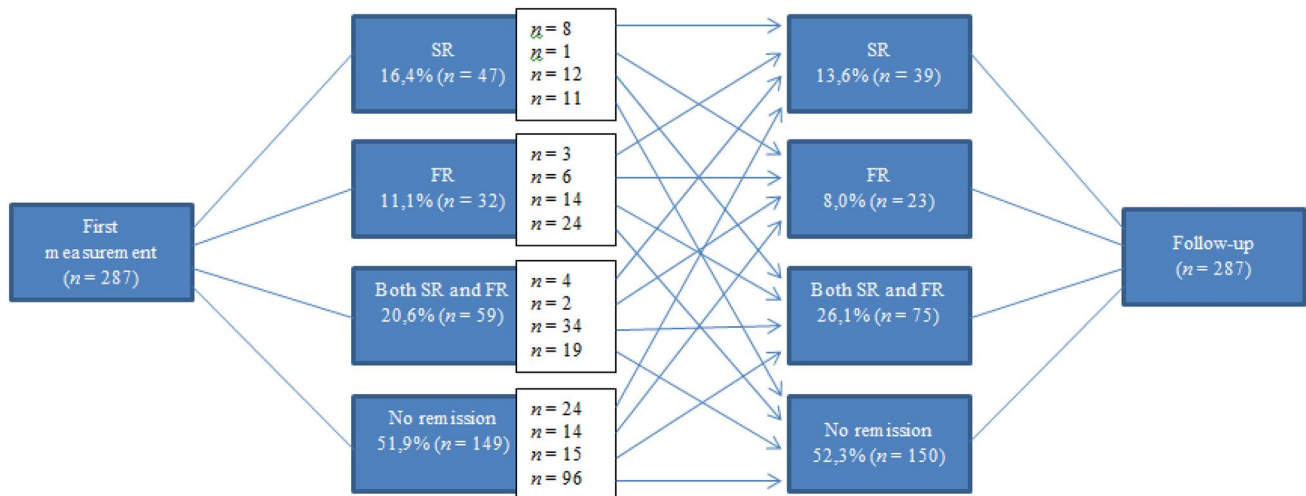 First
measurement
(n = 287)
SR
16,4% (n = 47)
n = 8
n = 1
n = 12
n = 11
FR
11,1% (n = 32)
n = 3
n = 6
n = 14
n = 24
Both SR and FR
20,6% (n = 59)
n = 4
n = 2
n = 34
n = 19
No remission
51,9% (n = 149)
n = 24
n = 14
n = 15
n = 96
SR
13,6% (n = 39)
FR
8,0% (n = 23)
Both SR and FR
26,1% (n = 75)
No remission
52,3% (n = 150)
Follow-up
(n = 287)